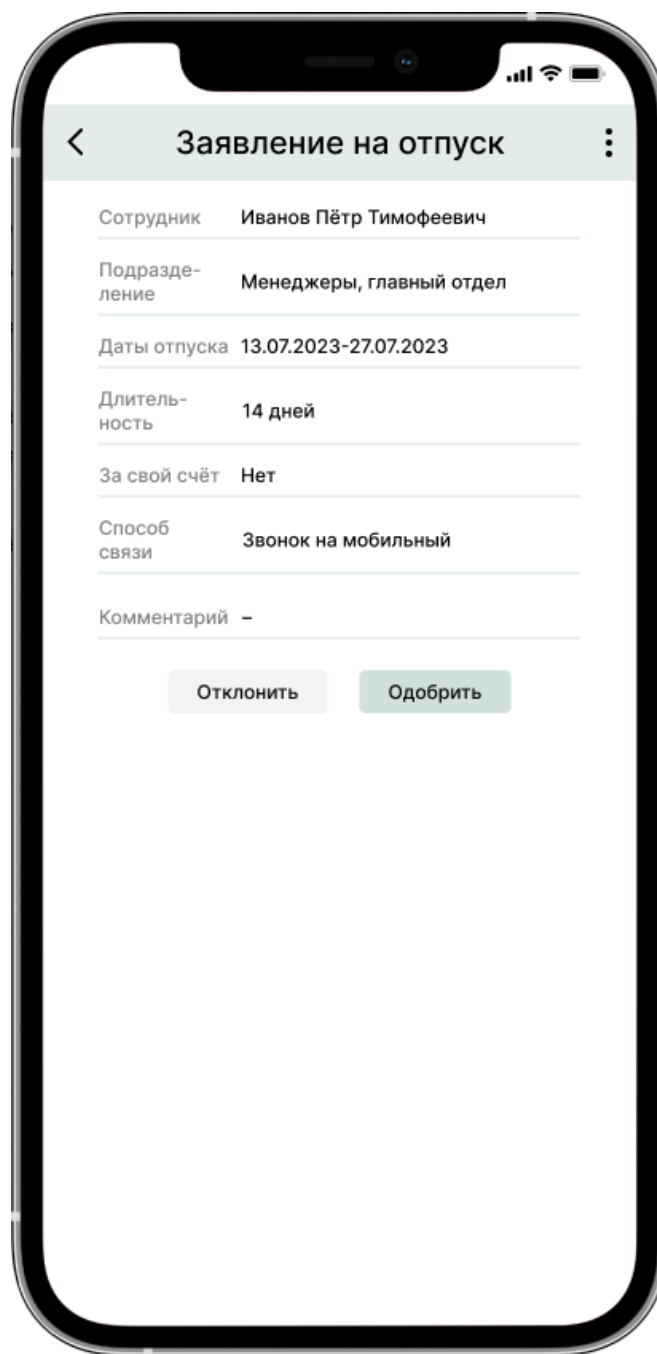 Заявление на отпуск
Сотрудник Иванов Пётр Тимофеевич
Подразде-
ление
Менеджеры, главный отдел
Даты отпуска 13.07.2023-27.07.2023
Длитель-
ность
14 дней
За свой счёт Нет
Способ
связи
Звонок на мобильный
Комментарий –
Отклонить Одобрить